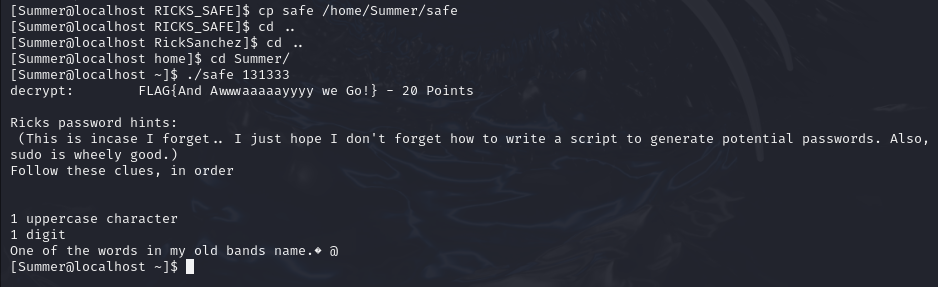 [Summer@localhost RICKS_SAFE]$ cp safe /home/Summer/safe
[Summer@localhost RICKS_SAFE]$ cd ..
[Summer@localhost RickSanchez]$ cd ..
[Summer@localhost home]$ cd Summer/
[Summer@localhost ~]$ ./safe 131333
decrypt:        FLAG{And Awwwaaaaayyyy we Go!} - 20 Points
Ricks password hints:
 (This is incase I forget.. I just hope I don't forget how to write a script to generate potential passwords. Also,
sudo is wheely good.)
Follow these clues, in order
1 uppercase character
1 digit
One of the words in my old bands name.� @
[Summer@localhost ~]$